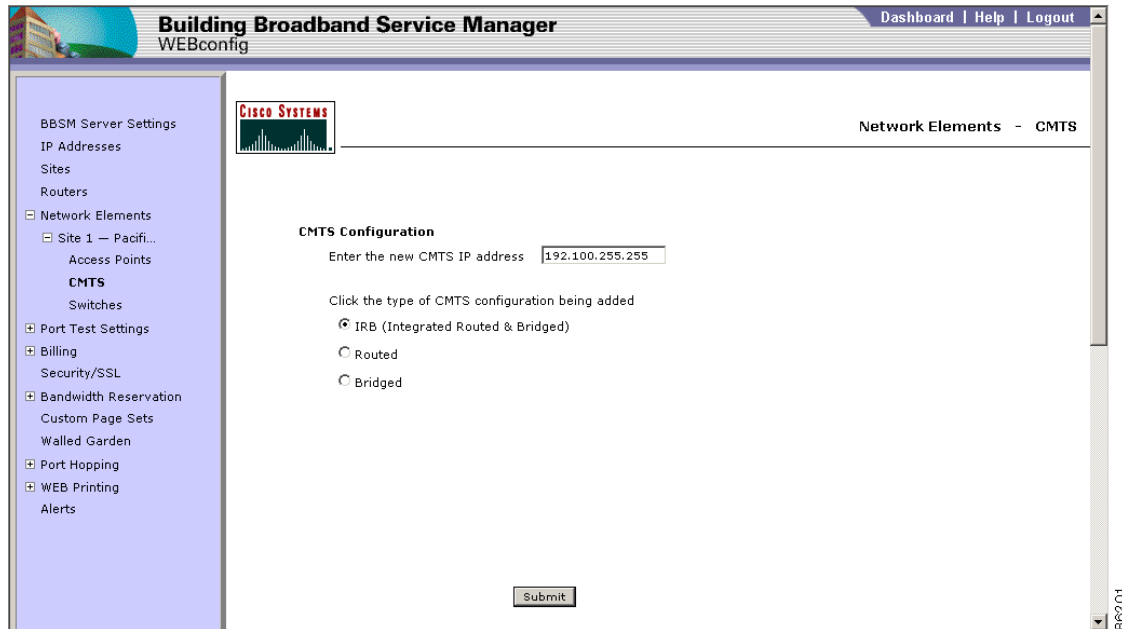 Building Broadband Service Manager
WEBconfig
Dashboard | Help | Logout
BBSM Server Settings
IP Addresses
Sites
Routers
Network Elements
Site 1 — Pacifi...
Access Points
CMTS
Switches
Port Test Settings
Billing
Security/SSL
Bandwidth Reservation
Custom Page Sets
Walled Garden
Port Hopping
WEB Printing
Alerts
CISCO SYSTEMS
Network Elements - CMTS
CMTS Configuration
Enter the new CMTS IP address 192.100.255.255
Click the type of CMTS configuration being added
IRB (Integrated Routed & Bridged)
Routed
Bridged
Submit
86201